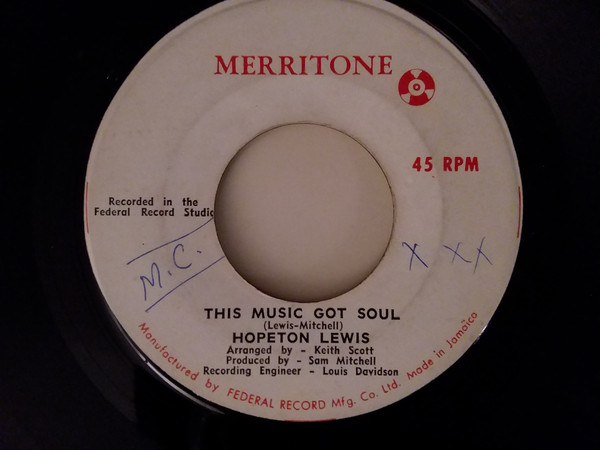 MERRITONE
45 RPM
Recorded in the
Federal Record Studio
M.C.
X XX
THIS MUSIC GOT SOUL
(Lewis-Mitchell)
HOPETON LEWIS
Arranged by - Keith Scott
Produced by - Sam Mitchell
Recording Engineer - Louis Davidson
Manufactured by FEDERAL RECORD Mfg. Co. Ltd. Made in Jamaica